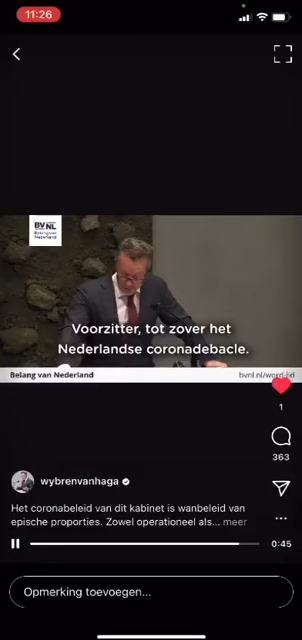 11:26
BVNL
Belang van
Nederland
Voorzitter, tot zover het
Nederlandse coronadebacle.
Belang van Nederland
bvnl.nl/word-lid
1
363
wybrenvanhaga
Het coronabeleid van dit kabinet is wanbeleid van
epische proporties. Zowel operationeel als... meer
0:45
Opmerking toevoegen...